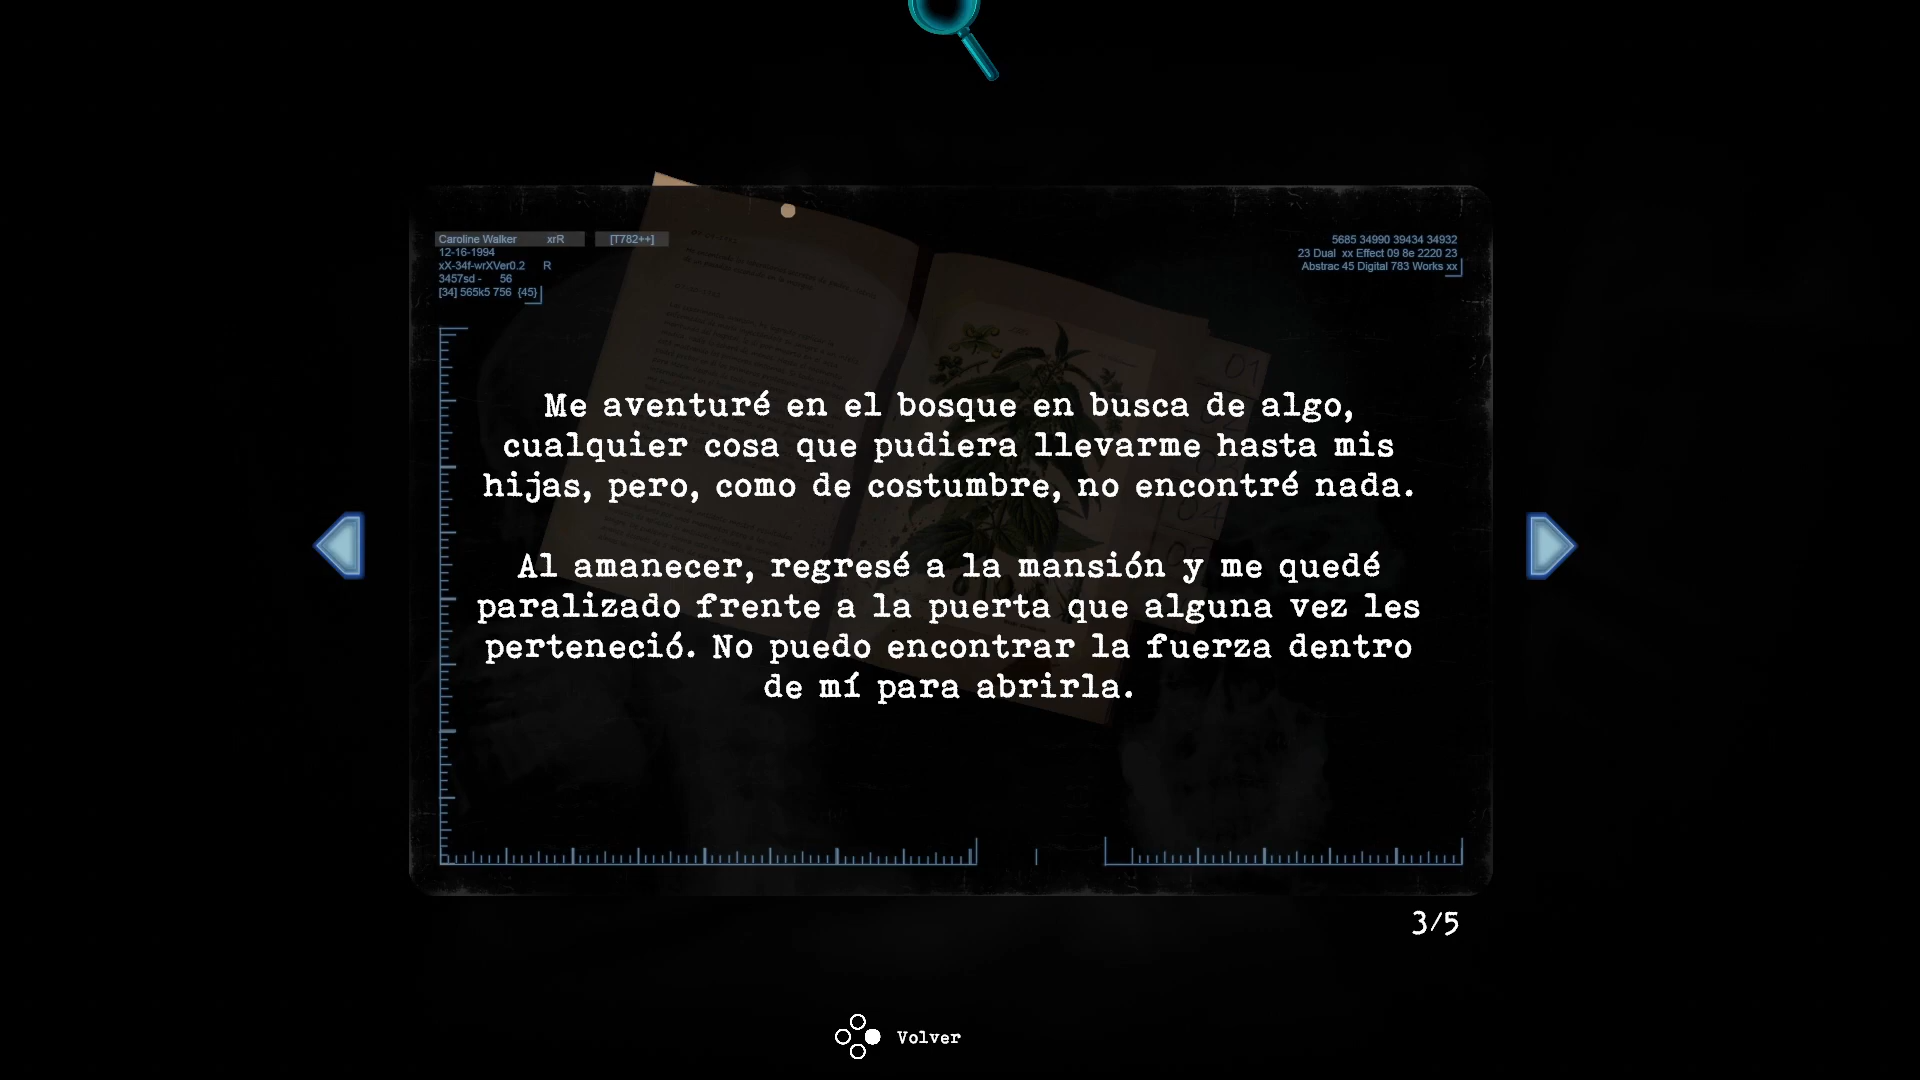 Caroline Walker xrR [T782++]
12-16-1994
xX-34f-wrXVer0.2 R
3457sd - 56
[34] 565k5 756 {45}
5685 34990 39434 34932
23 Dual xx Effect 09 8e 2220 23
Abstrac 45 Digital 783 Works xx
01
Me aventuré en el bosque en busca de algo,
cualquier cosa que pudiera llevarme hasta mis
hijas, pero, como de costumbre, no encontré nada.
Al amanecer, regresé a la mansión y me quedé
paralizado frente a la puerta que alguna vez les
perteneció. No puedo encontrar la fuerza dentro
de mí para abrirla.
3/5
Volver